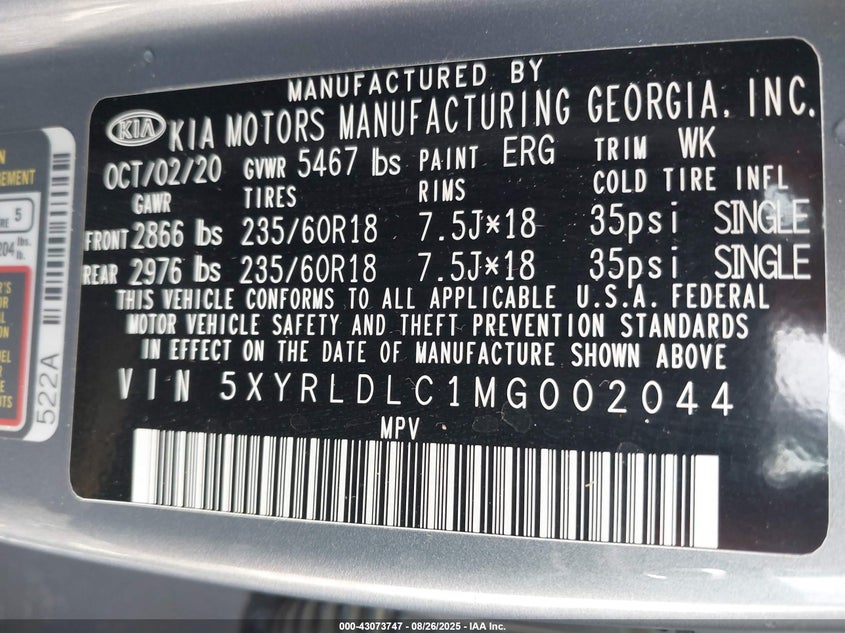 MANUFACTURED BY
KIA KIA MOTORS MANUFACTURING GEORGIA, INC.
OCT/02/20 GVWR 5467 lbs PAINT ERG TRIM WK
GAWR TIRES RIMS COLD TIRE INFL
FRONT 2866 lbs 235/60R18 7.5J*18 35psi SINGLE
REAR 2976 lbs 235/60R18 7.5J*18 35psi SINGLE
THIS VEHICLE CONFORMS TO ALL APPLICABLE U.S.A. FEDERAL
MOTOR VEHICLE SAFETY AND THEFT PREVENTION STANDARDS
IN EFFECT ON THE DATE OF MANUFACTURE SHOWN ABOVE
VIN 5XYRLDLC1MG002044
MPV
5
lbs.
lb.
522A
000-43073747 - 08/26/2025 - IAA Inc.